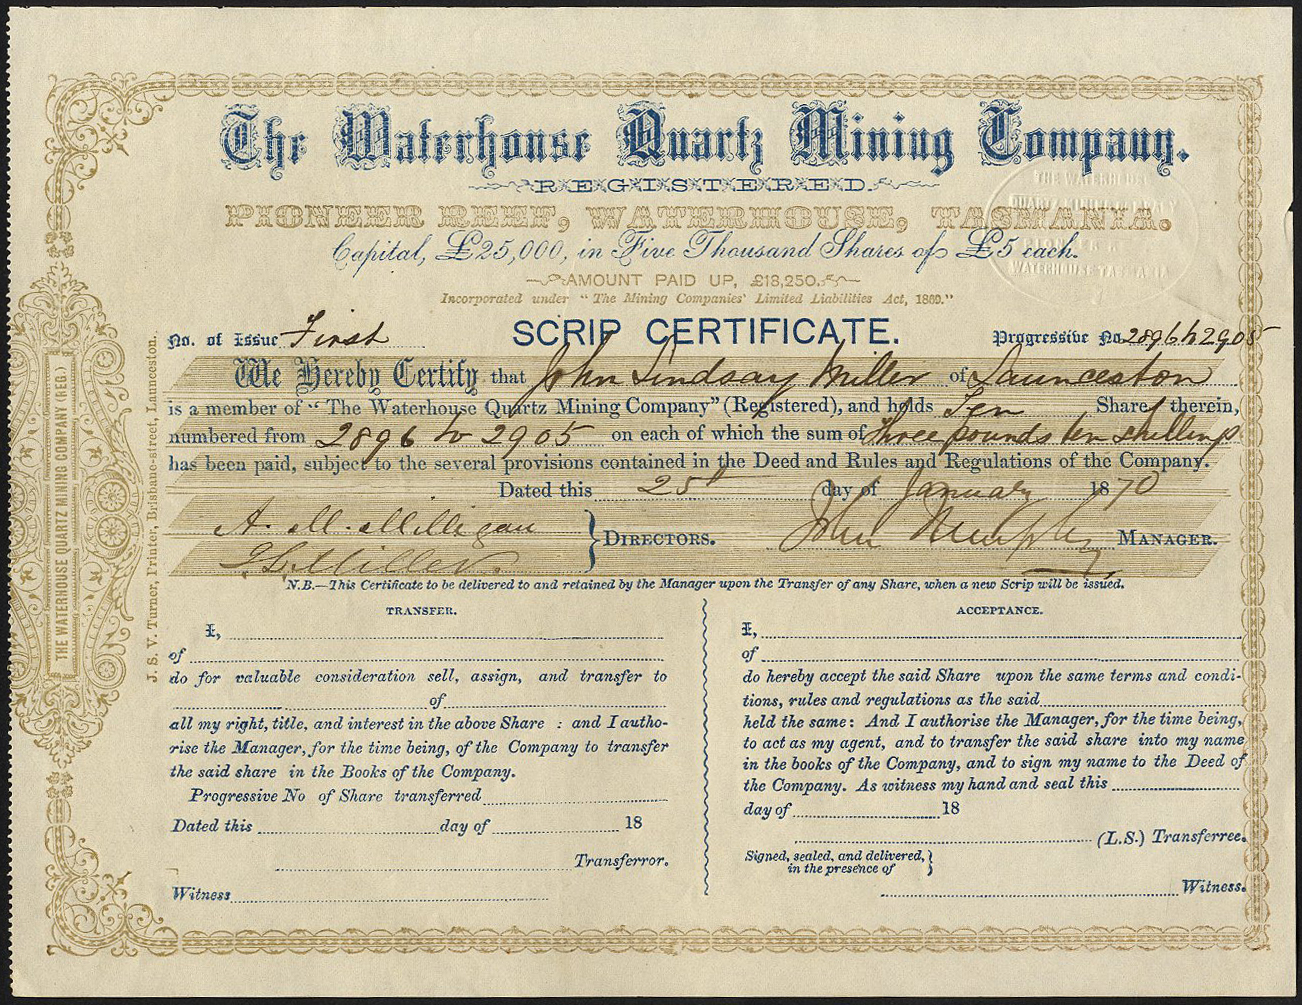 The Waterhouse Quartz Mining Company.
REGISTERED.
PIONEER REEF, WATERHOUSE, TASMANIA.
Capital, £25,000, in Five Thousand Shares of £5 each.
AMOUNT PAID UP, £18,250.
Incorporated under "The Mining Companies' Limited Liabilities Act, 1869."
No. of Issue First
SCRIP CERTIFICATE.
Progressive No. 2896 to 2905
We Hereby Certify that John Lindsay Miller of Launceston
is a member of "The Waterhouse Quartz Mining Company" (Registered), and holds Ten Share/ therein,
numbered from 2896 to 2905 on each of which the sum of three pounds ten shillings
has been paid, subject to the several provisions contained in the Deed and Rules and Regulations of the Company.
Dated this 25th day of January 1870
A. M. Milligan
J L Miller.
DIRECTORS.
John Murphy MANAGER.
N.B.—This Certificate to be delivered to and retained by the Manager upon the Transfer of any Share, when a new Scrip will be issued.
TRANSFER.
I,
of
do for valuable consideration sell, assign, and transfer to
of
all my right, title, and interest in the above Share : and I autho-
rise the Manager, for the time being, of the Company to transfer
the said share in the Books of the Company.
Progressive No of Share transferred
Dated this day of 18
Transferror.
Witness
ACCEPTANCE.
I,
of
do hereby accept the said Share upon the same terms and condi-
tions, rules and regulations as the said
held the same: And I authorise the Manager, for the time being,
to act as my agent, and to transfer the said share into my name
in the books of the Company, and to sign my name to the Deed of
the Company. As witness my hand and seal this
day of 18
(L.S.) Transferree.
Signed, sealed, and delivered,
in the presence of
Witness.
THE WATERHOUSE QUARTZ MINING COMPANY (REG.)
J. S. V. Turner, Printer, Brisbane-street, Launceston.
THE WATERHOUSE
QUARTZ MINING COMPANY
PIONEER R
WATERHOUSE TASMANIA